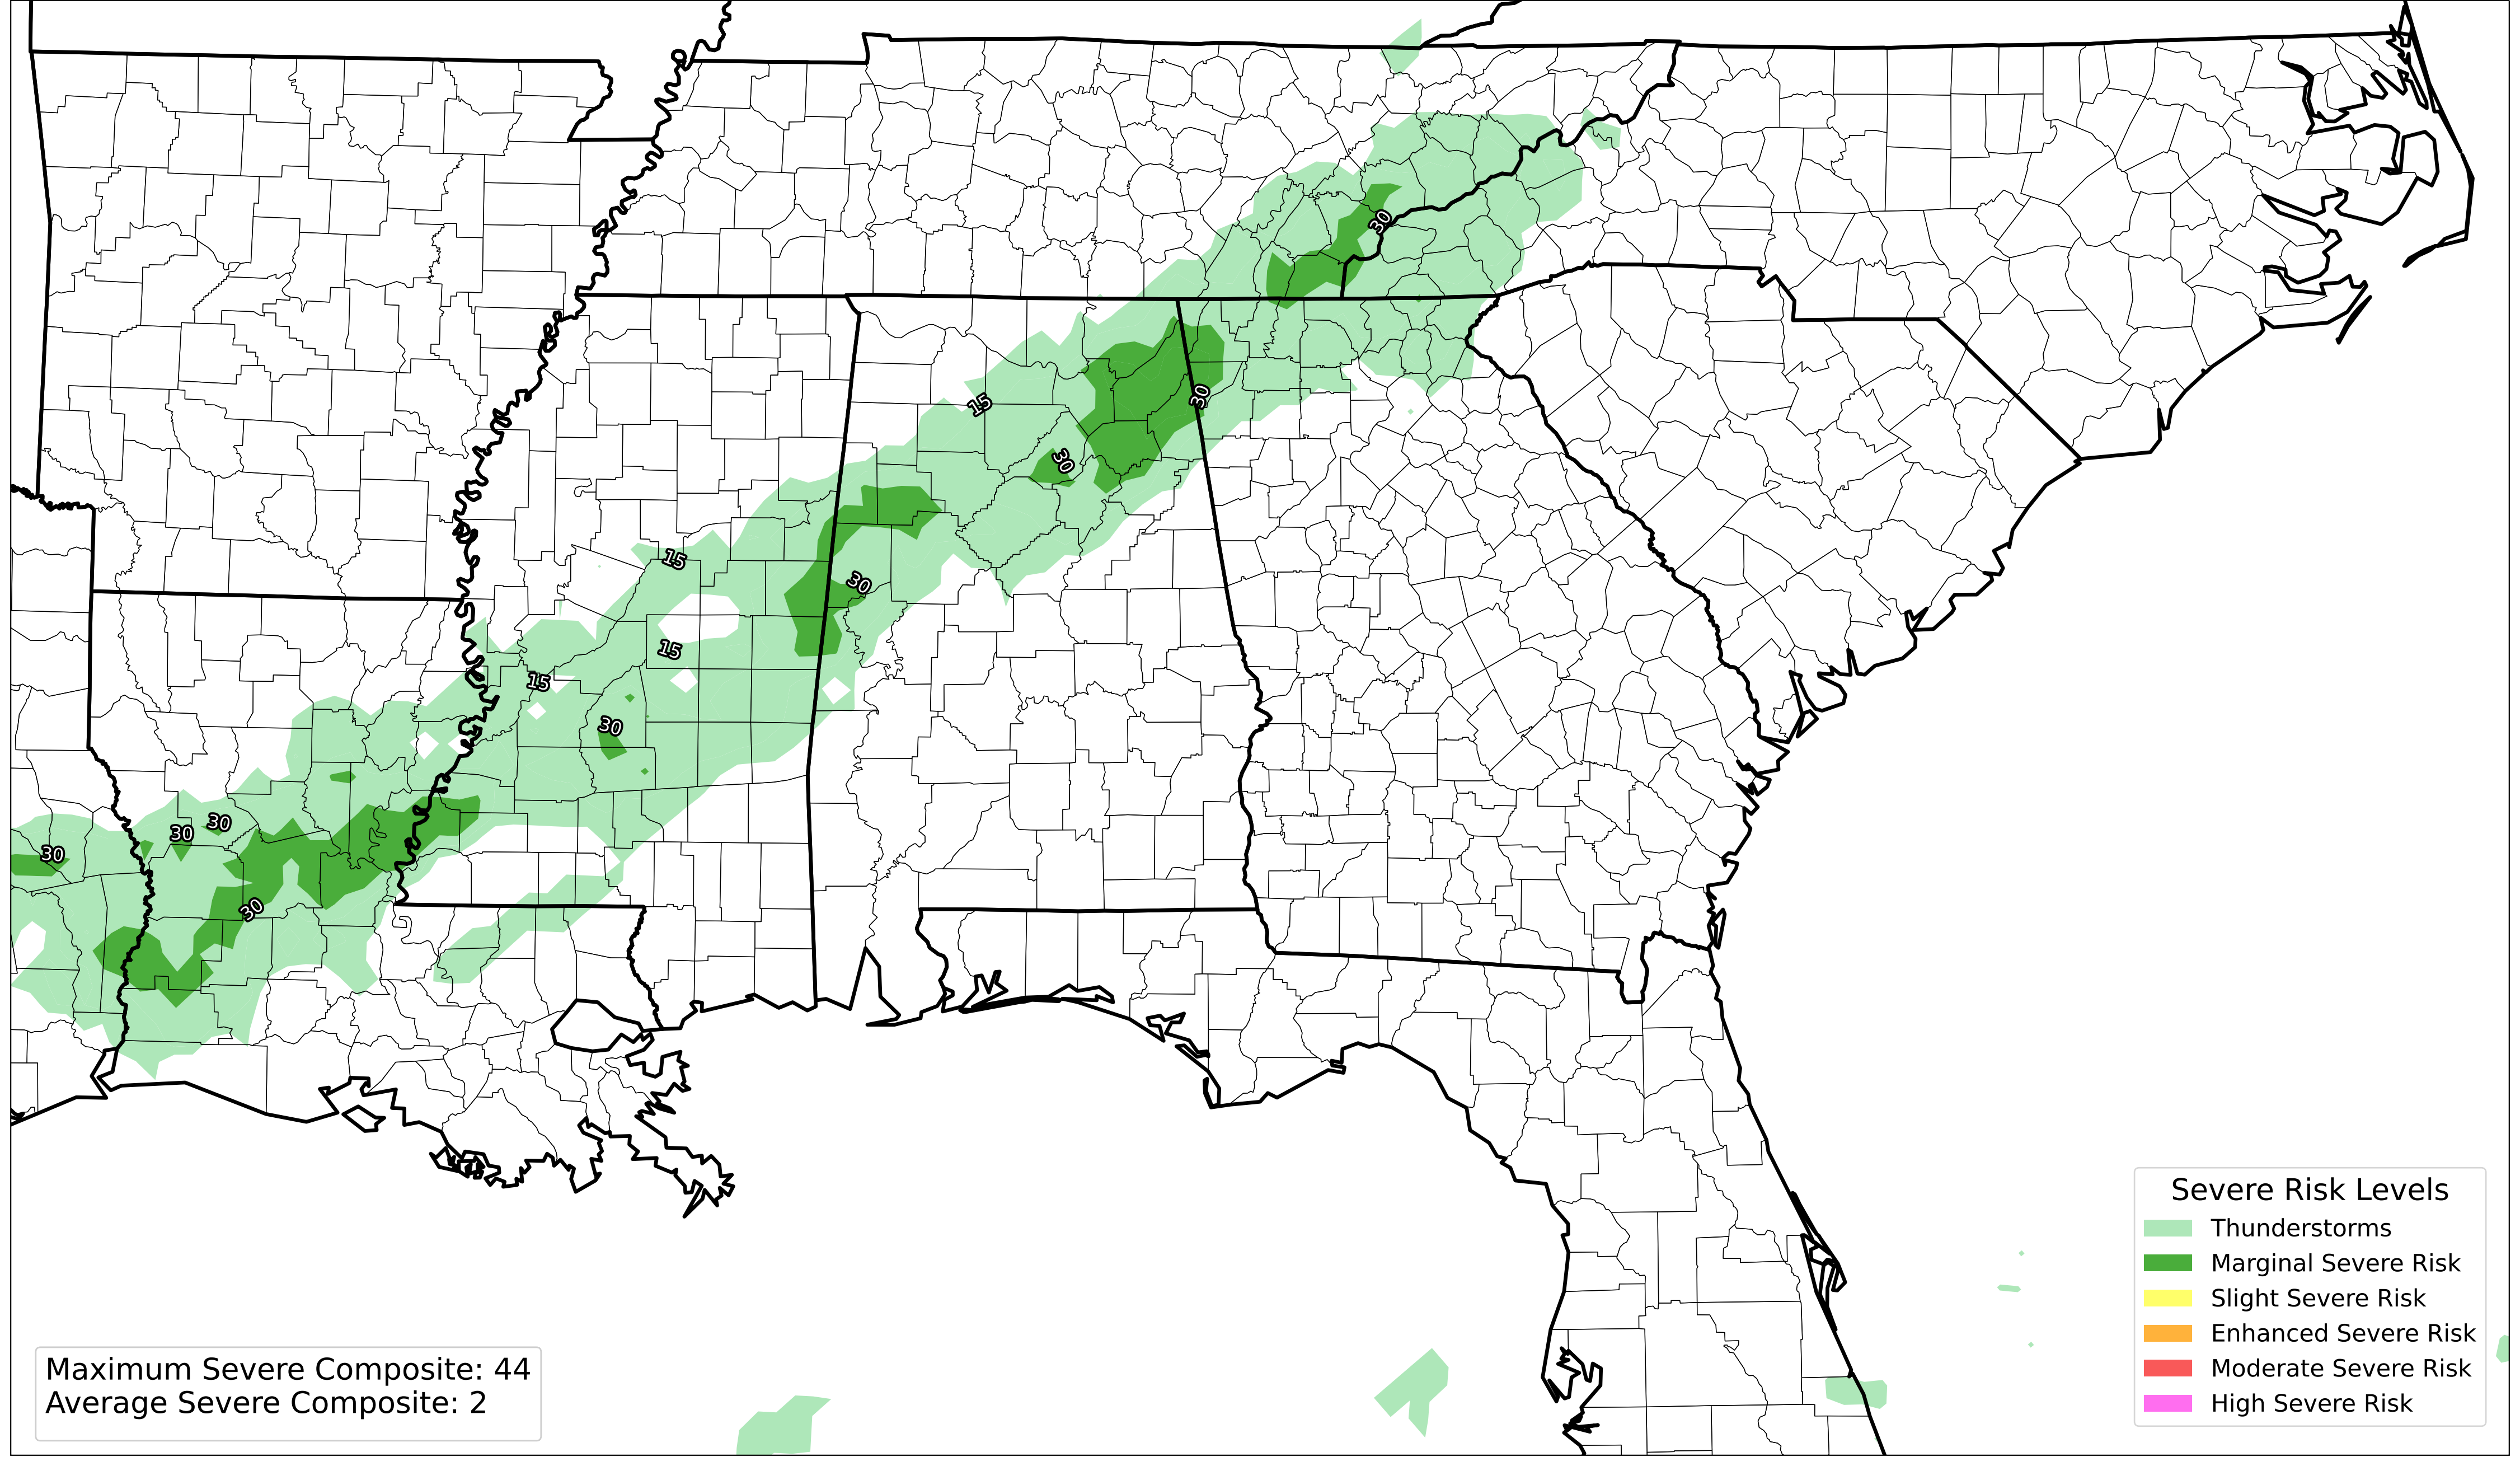 30
30
15
30
30
15
30
15
15
30
30
30
30
30
Severe Risk Levels
Thunderstorms
Marginal Severe Risk
Slight Severe Risk
Enhanced Severe Risk
Moderate Severe Risk
High Severe Risk
Maximum Severe Composite: 44
Average Severe Composite: 2